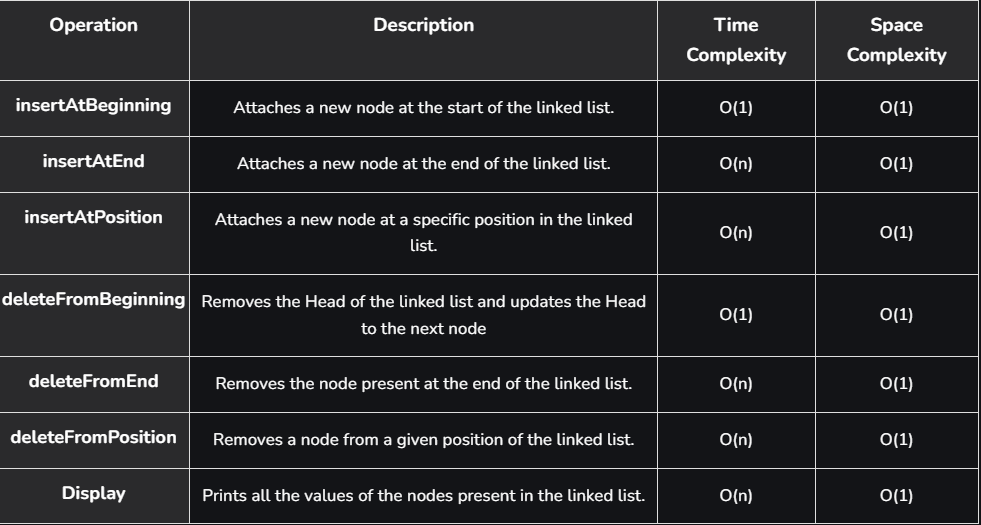 Operation
Description
Time
Complexity
Space
Complexity
insertAtBeginning
Attaches a new node at the start of the linked list.
O(1)
O(1)
insertAtEnd
Attaches a new node at the end of the linked list.
O(n)
O(1)
insertAtPosition
Attaches a new node at a specific position in the linked
list.
O(n)
O(1)
deleteFromBeginning
Removes the Head of the linked list and updates the Head
to the next node
O(1)
O(1)
deleteFromEnd
Removes the node present at the end of the linked list.
O(n)
O(1)
deleteFromPosition
Removes a node from a given position of the linked list.
O(n)
O(1)
Display
Prints all the values of the nodes present in the linked list.
O(n)
O(1)